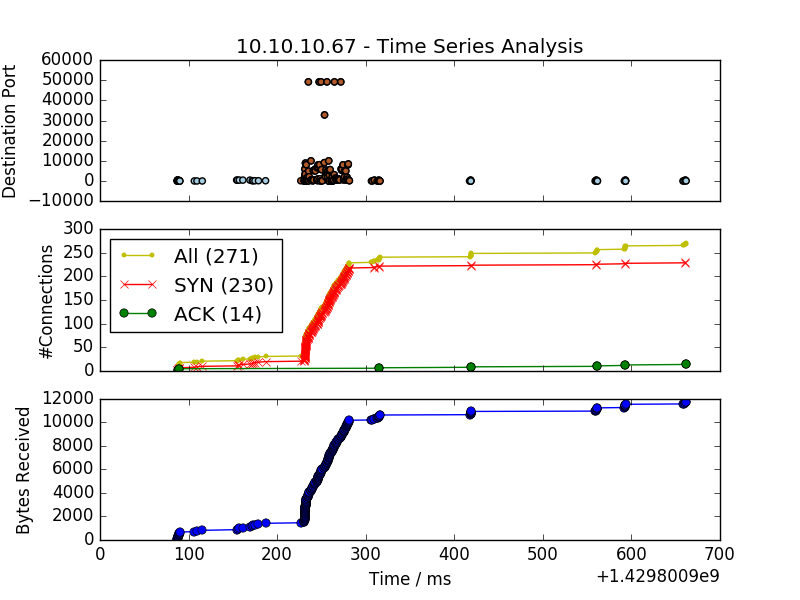 10.10.10.67 - Time Series Analysis
Destination Port
60000
50000
40000
30000
20000
10000
0
−10000
#Connections
300
250
200
150
100
50
0
All (271)
SYN (230)
ACK (14)
Bytes Received
12000
10000
8000
6000
4000
2000
0
0 100 200 300 400 500 600 700
Time / ms
+1.4298009e9